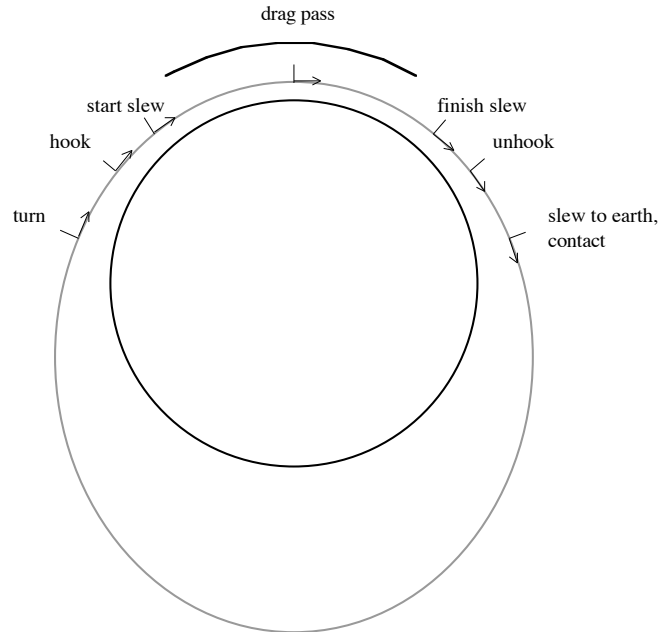 drag pass
start slew
finish slew
hook
unhook
turn
slew to earth,
contact